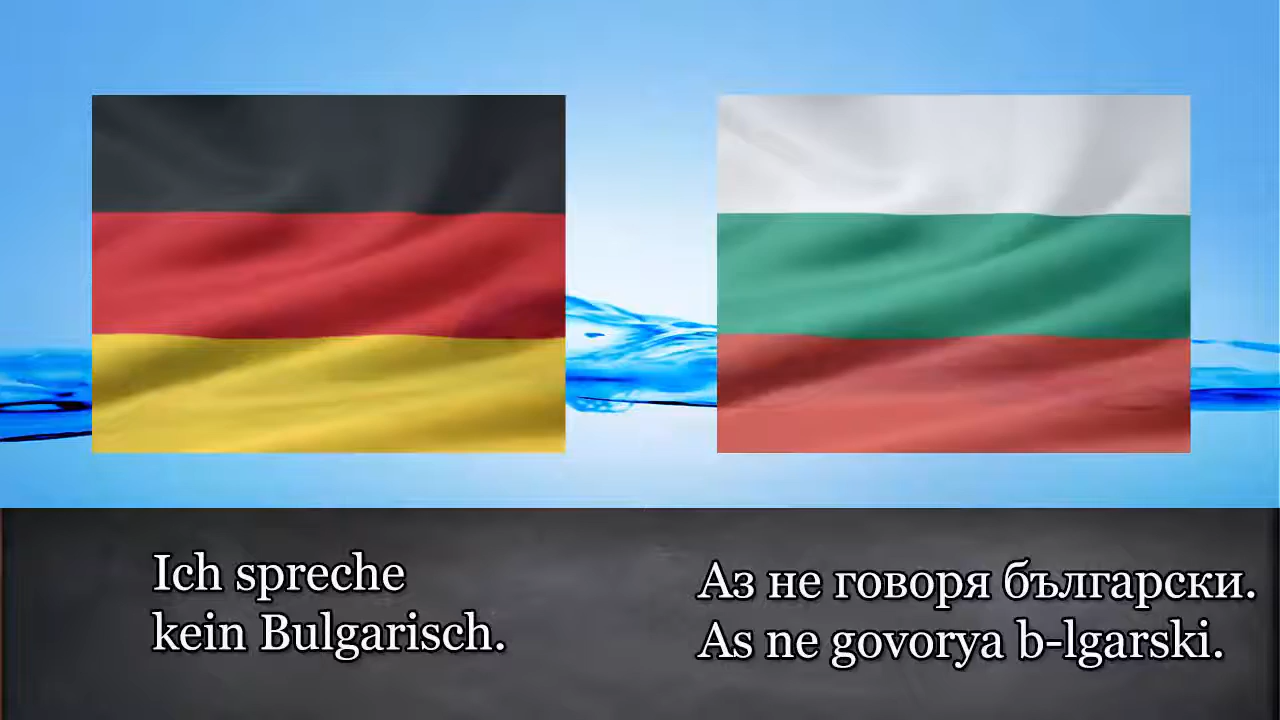 Ich spreche
kein Bulgarisch.
Аз не говоря български.
As ne govorya b-lgarski.